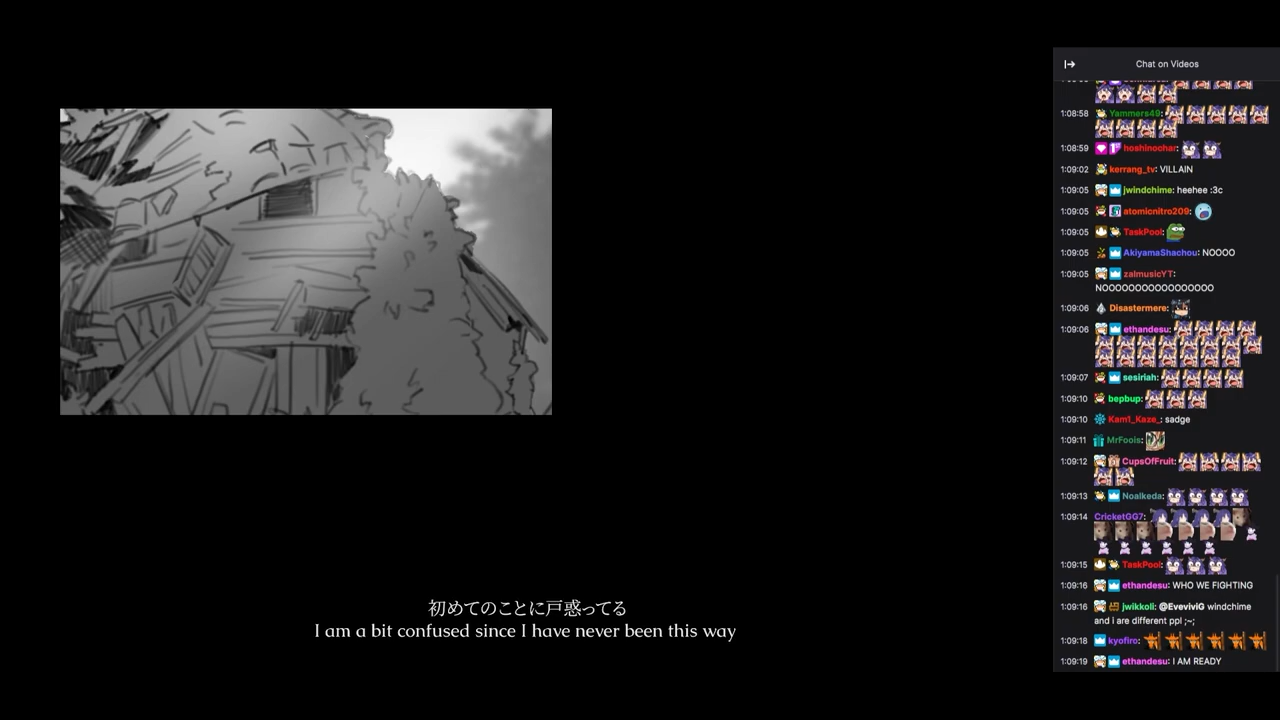 Chat on Videos
1:08:58 Yammers49:
1:08:59 hoshinochar:
1:09:02 kerrang_tv: VILLAIN
1:09:05 jwindchime: heehee :3c
1:09:05 atomicnitro209:
1:09:05 TaskPool:
1:09:05 AkiyamaShachou: NOOOO
1:09:05 zalmusicYT:
NOOOOOOOOOOOOOOOOO
1:09:06 Disastermere:
1:09:06 ethandesu:
1:09:07 sesiriah:
1:09:10 bepbup:
1:09:10 Kam1_Kaze_: sadge
1:09:11 MrFoois:
1:09:12 CupsOfFruit:
1:09:13 Noalkeda:
1:09:14 CricketGG7:
1:09:15 TaskPool:
1:09:16 ethandesu: WHO WE FIGHTING
1:09:16 jwikkoli: @EveviviG windchime
and i are different ppl ;~;
1:09:18 kyofiro:
1:09:19 ethandesu: I AM READY
初めてのことに戸惑ってる
I am a bit confused since I have never been this way